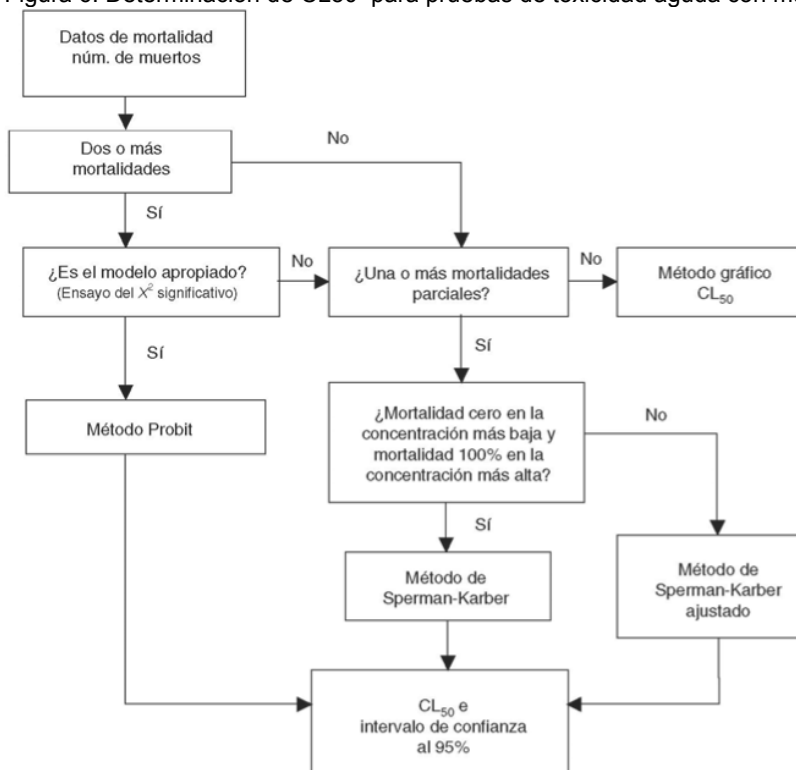 Figura 6. Determinación de CL50 para pruebas de toxicidad aguda con
Datos de mortalidad
núm. de muertos
Dos o más
mortalidades
No
Sí
¿Es el modelo apropiado?
(Ensayo del X² significativo)
No
¿Una o más mortalidades
parciales?
No
Método gráfico
CL₅₀
Sí
Sí
Método Probit
¿Mortalidad cero en la
concentración más baja y
mortalidad 100% en la
concentración más alta?
No
Sí
Método de
Sperman-Karber
Método de
Sperman-Karber
ajustado
CL₅₀ e
intervalo de confianza
al 95%